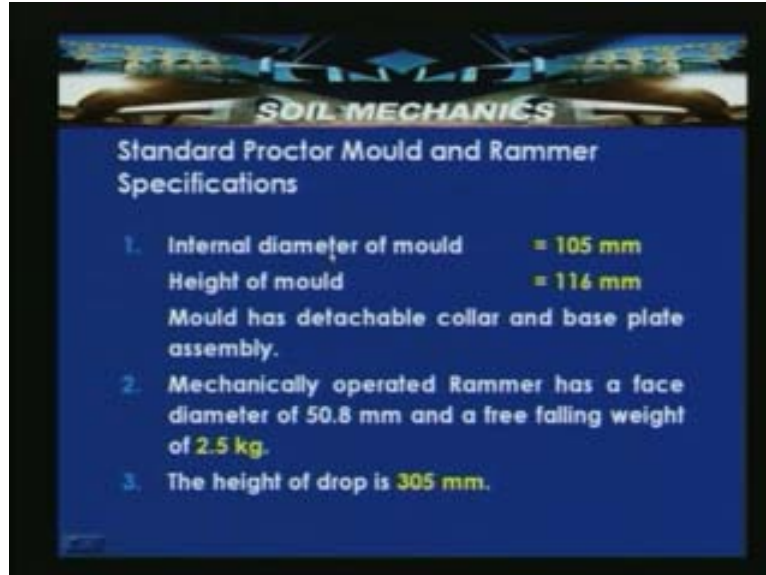 SOIL MECHANICS
Standard Proctor Mould and Rammer
Specifications
1. Internal diameter of mould = 105 mm
Height of mould = 116 mm
Mould has detachable collar and base plate
assembly.
2. Mechanically operated Rammer has a face
diameter of 50.8 mm and a free falling weight
of 2.5 kg.
3. The height of drop is 305 mm.